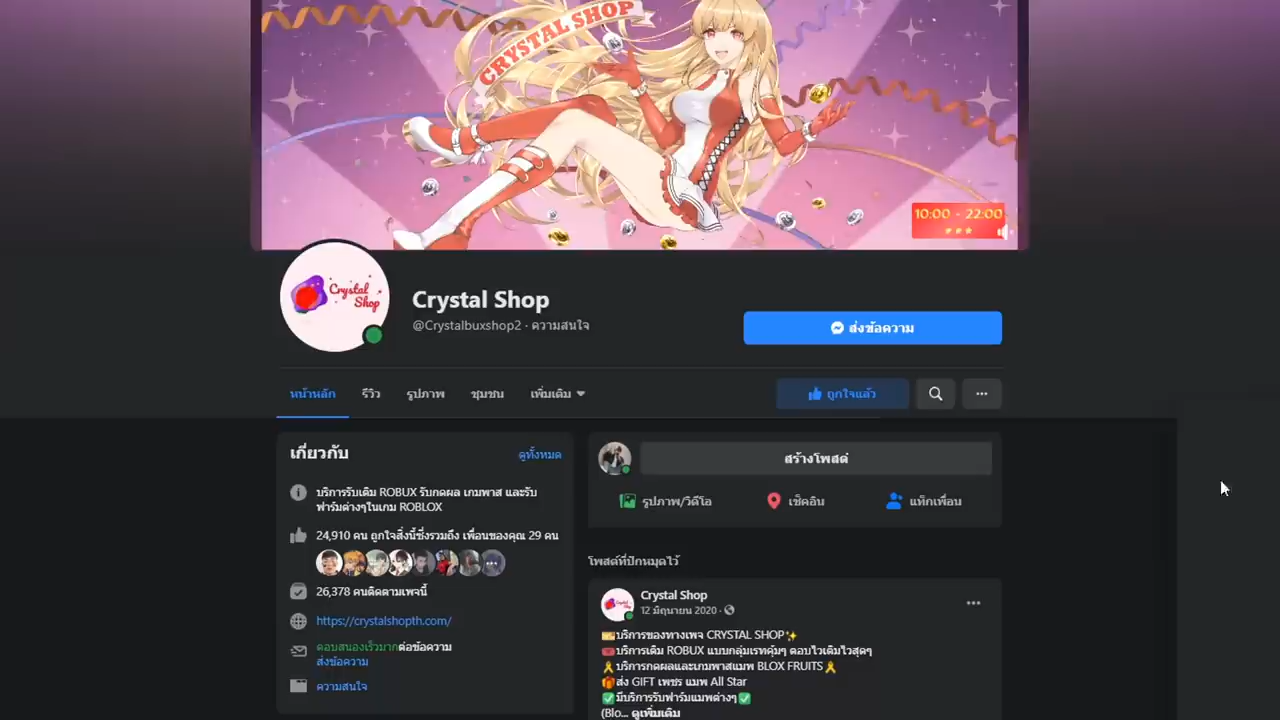 CRYSTAL SHOP
10:00 - 22:00
Crystal Shop
Crystal Shop
@Crystalbuxshop2 · ความสนใจ
ส่งข้อความ
หน้าหลัก รีวิว รูปภาพ ชุมชน เพิ่มเติม
ถูกใจแล้ว
เกี่ยวกับ ดูทั้งหมด
บริการรับเติม ROBUX รับกดผล เกมพาส และรับ
ฟาร์มต่างๆในเกม ROBLOX
24,910 คน ถูกใจสิ่งนี้ซึ่งรวมถึง เพื่อนของคุณ 29 คน
26,378 คนติดตามเพจนี้
https://crystalshopth.com/
ตอบสนองเร็วมากต่อข้อความ
ส่งข้อความ
ความสนใจ
สร้างโพสต์
รูปภาพ/วิดีโอ เช็คอิน แท็กเพื่อน
โพสต์ที่ปักหมุดไว้
Crystal Shop
12 มิถุนายน 2020 ·
🎫บริการของทางเพจ CRYSTAL SHOP✨
🎟️บริการเติม ROBUX แบบกลุ่มเรทคุ้มๆ ตอบไวเติมไวสุดๆ
🎗️บริการกดผลและเกมพาสแมพ BLOX FRUITS🎗️
🎁ส่ง GIFT เพชร แมพ All Star
✅มีบริการรับฟาร์มแมพต่างๆ✅
(Blo... ดูเพิ่มเติม